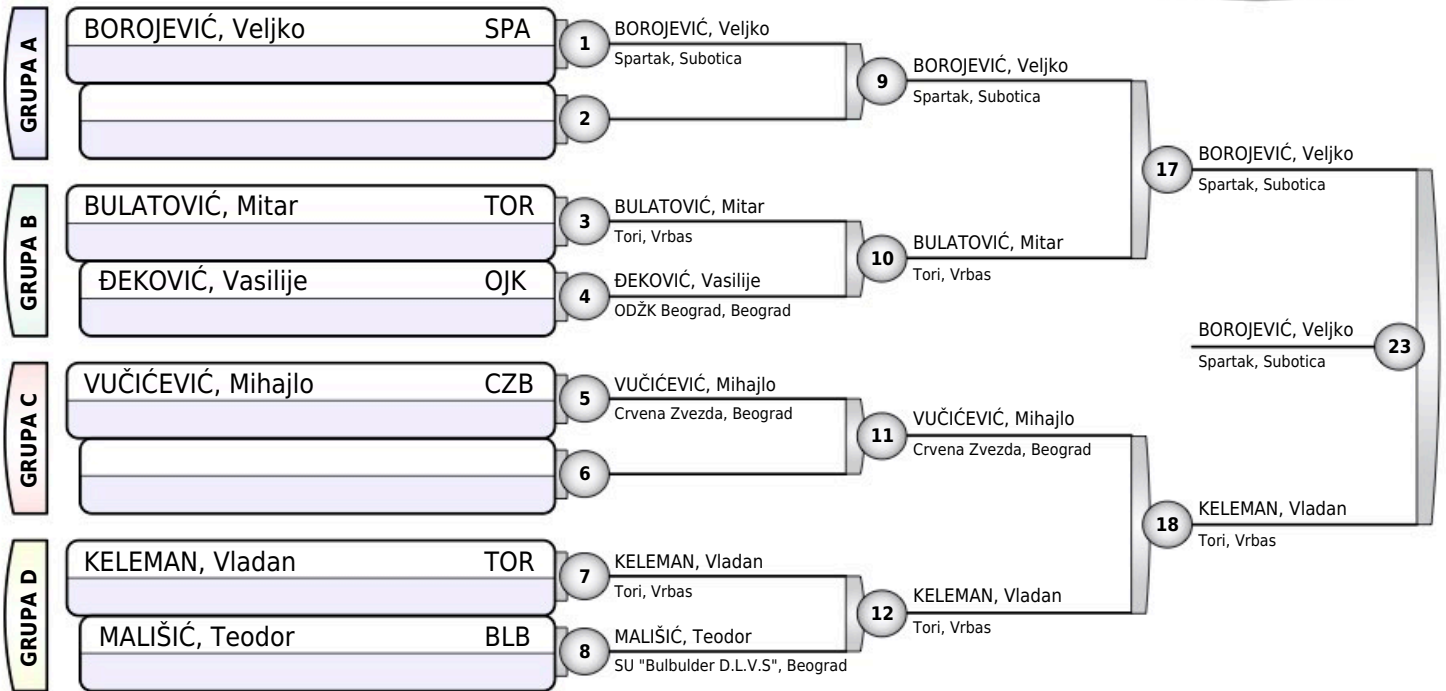 GRUPA A
BOROJEVIĆ, Veljko SPA
1
BOROJEVIĆ, Veljko
Spartak, Subotica
2
9
BOROJEVIĆ, Veljko
Spartak, Subotica
GRUPA B
BULATOVIĆ, Mitar TOR
3
BULATOVIĆ, Mitar
Tori, Vrbas
ĐEKOVIĆ, Vasilije OJK
4
ĐEKOVIĆ, Vasilije
ODŽK Beograd, Beograd
10
BULATOVIĆ, Mitar
Tori, Vrbas
17
BOROJEVIĆ, Veljko
Spartak, Subotica
BOROJEVIĆ, Veljko
Spartak, Subotica
23
GRUPA C
VUČIĆEVIĆ, Mihajlo CZB
5
VUČIĆEVIĆ, Mihajlo
Crvena Zvezda, Beograd
6
11
VUČIĆEVIĆ, Mihajlo
Crvena Zvezda, Beograd
18
KELEMAN, Vladan
Tori, Vrbas
GRUPA D
KELEMAN, Vladan TOR
7
KELEMAN, Vladan
Tori, Vrbas
MALIŠIĆ, Teodor BLB
8
MALIŠIĆ, Teodor
SU "Bulbulder D.L.V.S", Beograd
12
KELEMAN, Vladan
Tori, Vrbas